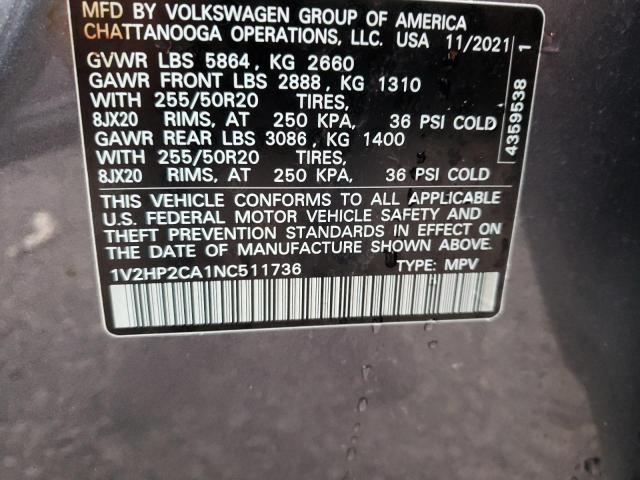 MFD BY VOLKSWAGEN GROUP OF AMERICA
CHATTANOOGA OPERATIONS, LLC. USA 11/2021
GVWR LBS 5864, KG 2660
GAWR FRONT LBS 2888, KG 1310
WITH 255/50R20 TIRES,
8JX20 RIMS, AT 250 KPA, 36 PSI COLD
GAWR REAR LBS 3086, KG 1400
WITH 255/50R20 TIRES,
8JX20 RIMS, AT 250 KPA, 36 PSI COLD
THIS VEHICLE CONFORMS TO ALL APPLICABLE
U.S. FEDERAL MOTOR VEHICLE SAFETY AND
THEFT PREVENTION STANDARDS IN EFFECT ON
THE DATE OF MANUFACTURE SHOWN ABOVE.
1V2HP2CA1NC511736 TYPE: MPV
4359538 1